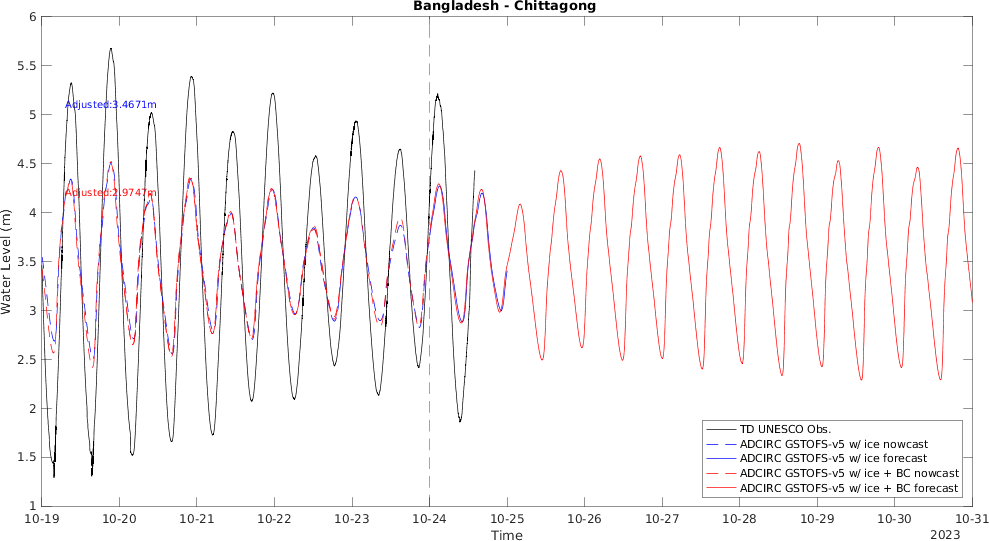 Bangladesh - Chittagong
6
5.5
5
4.5
4
3.5
3
2.5
2
1.5
1
Water Level (m)
Adjusted:3.4671m
Adjusted:2.9747m
TD UNESCO Obs.
ADCIRC GSTOFS-v5 w/ ice nowcast
ADCIRC GSTOFS-v5 w/ ice forecast
ADCIRC GSTOFS-v5 w/ ice + BC nowcast
ADCIRC GSTOFS-v5 w/ ice + BC forecast
10-19 10-20 10-21 10-22 10-23 10-24 10-25 10-26 10-27 10-28 10-29 10-30 10-31
Time
2023